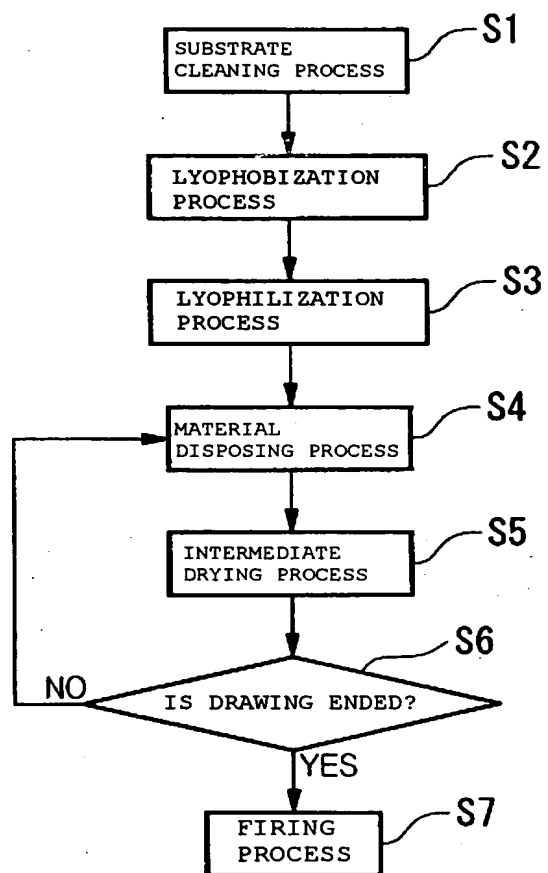 S1
SUBSTRATE
CLEANING PROCESS
S2
LYOPHOBIZATION
PROCESS
S3
LYOPHILIZATION
PROCESS
S4
MATERIAL
DISPOSING PROCESS
S5
INTERMEDIATE
DRYING PROCESS
S6
IS DRAWING ENDED?
NO
YES
S7
FIRING
PROCESS